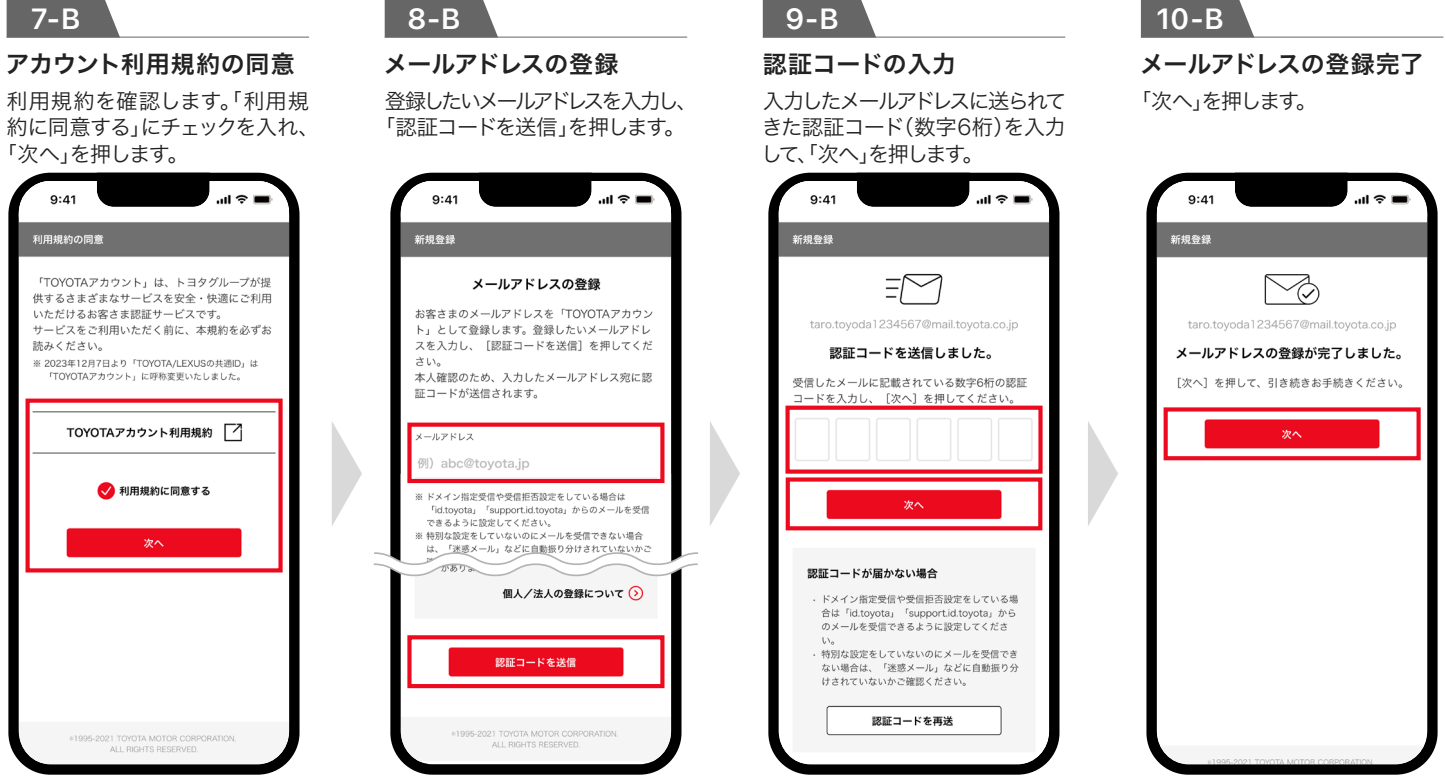 7-B
アカウント利用規約の同意
利用規約を確認します。「利用規
約に同意する」にチェックを入れ、
「次へ」を押します。
9:41
利用規約の同意
「TOYOTAアカウント」は、トヨタグループが提
供するさまざまなサービスを安全・快適にご利用
いただけるお客さま認証サービスです。
サービスをご利用いただく前に、本規約を必ずお
読みください。
※ 2023年12月7日より「TOYOTA/LEXUSの共通ID」は
「TOYOTAアカウント」に呼称変更いたしました。
TOYOTAアカウント利用規約
利用規約に同意する
次へ
©1995-2021 TOYOTA MOTOR CORPORATION.
ALL RIGHTS RESERVED.
8-B
メールアドレスの登録
登録したいメールアドレスを入力し、
「認証コードを送信」を押します。
9:41
新規登録
メールアドレスの登録
お客さまのメールアドレスを「TOYOTAアカウン
ト」として登録します。登録したいメールアドレ
スを入力し、［認証コードを送信］を押してくだ
さい。
本人確認のため、入力したメールアドレス宛に認
証コードが送信されます。
メールアドレス
例）abc@toyota.jp
※ ドメイン指定受信や受信拒否設定をしている場合は
「id.toyota」「support.id.toyota」からのメールを受信
できるように設定してください。
※ 特別な設定をしていないのにメールを受信できない場合
は、「迷惑メール」などに自動振り分けされていないかご
がありま
個人／法人の登録について
認証コードを送信
©1995-2021 TOYOTA MOTOR CORPORATION.
ALL RIGHTS RESERVED.
9-B
認証コードの入力
入力したメールアドレスに送られて
きた認証コード（数字6桁）を入力
して、「次へ」を押します。
9:41
新規登録
taro.toyoda1234567@mail.toyota.co.jp
認証コードを送信しました。
受信したメールに記載されている数字6桁の認証
コードを入力し、［次へ］を押してください。
次へ
認証コードが届かない場合
・ドメイン指定受信や受信拒否設定をしている場
合は「id.toyota」「support.id.toyota」から
のメールを受信できるように設定してくださ
い。
・特別な設定をしていないのにメールを受信でき
ない場合は、「迷惑メール」などに自動振り分
けされていないかご確認ください。
認証コードを再送
10-B
メールアドレスの登録完了
「次へ」を押します。
9:41
新規登録
taro.toyoda1234567@mail.toyota.co.jp
メールアドレスの登録が完了しました。
［次へ］を押して、引き続きお手続きください。
次へ
©1995-2021 TOYOTA MOTOR CORPORATION.